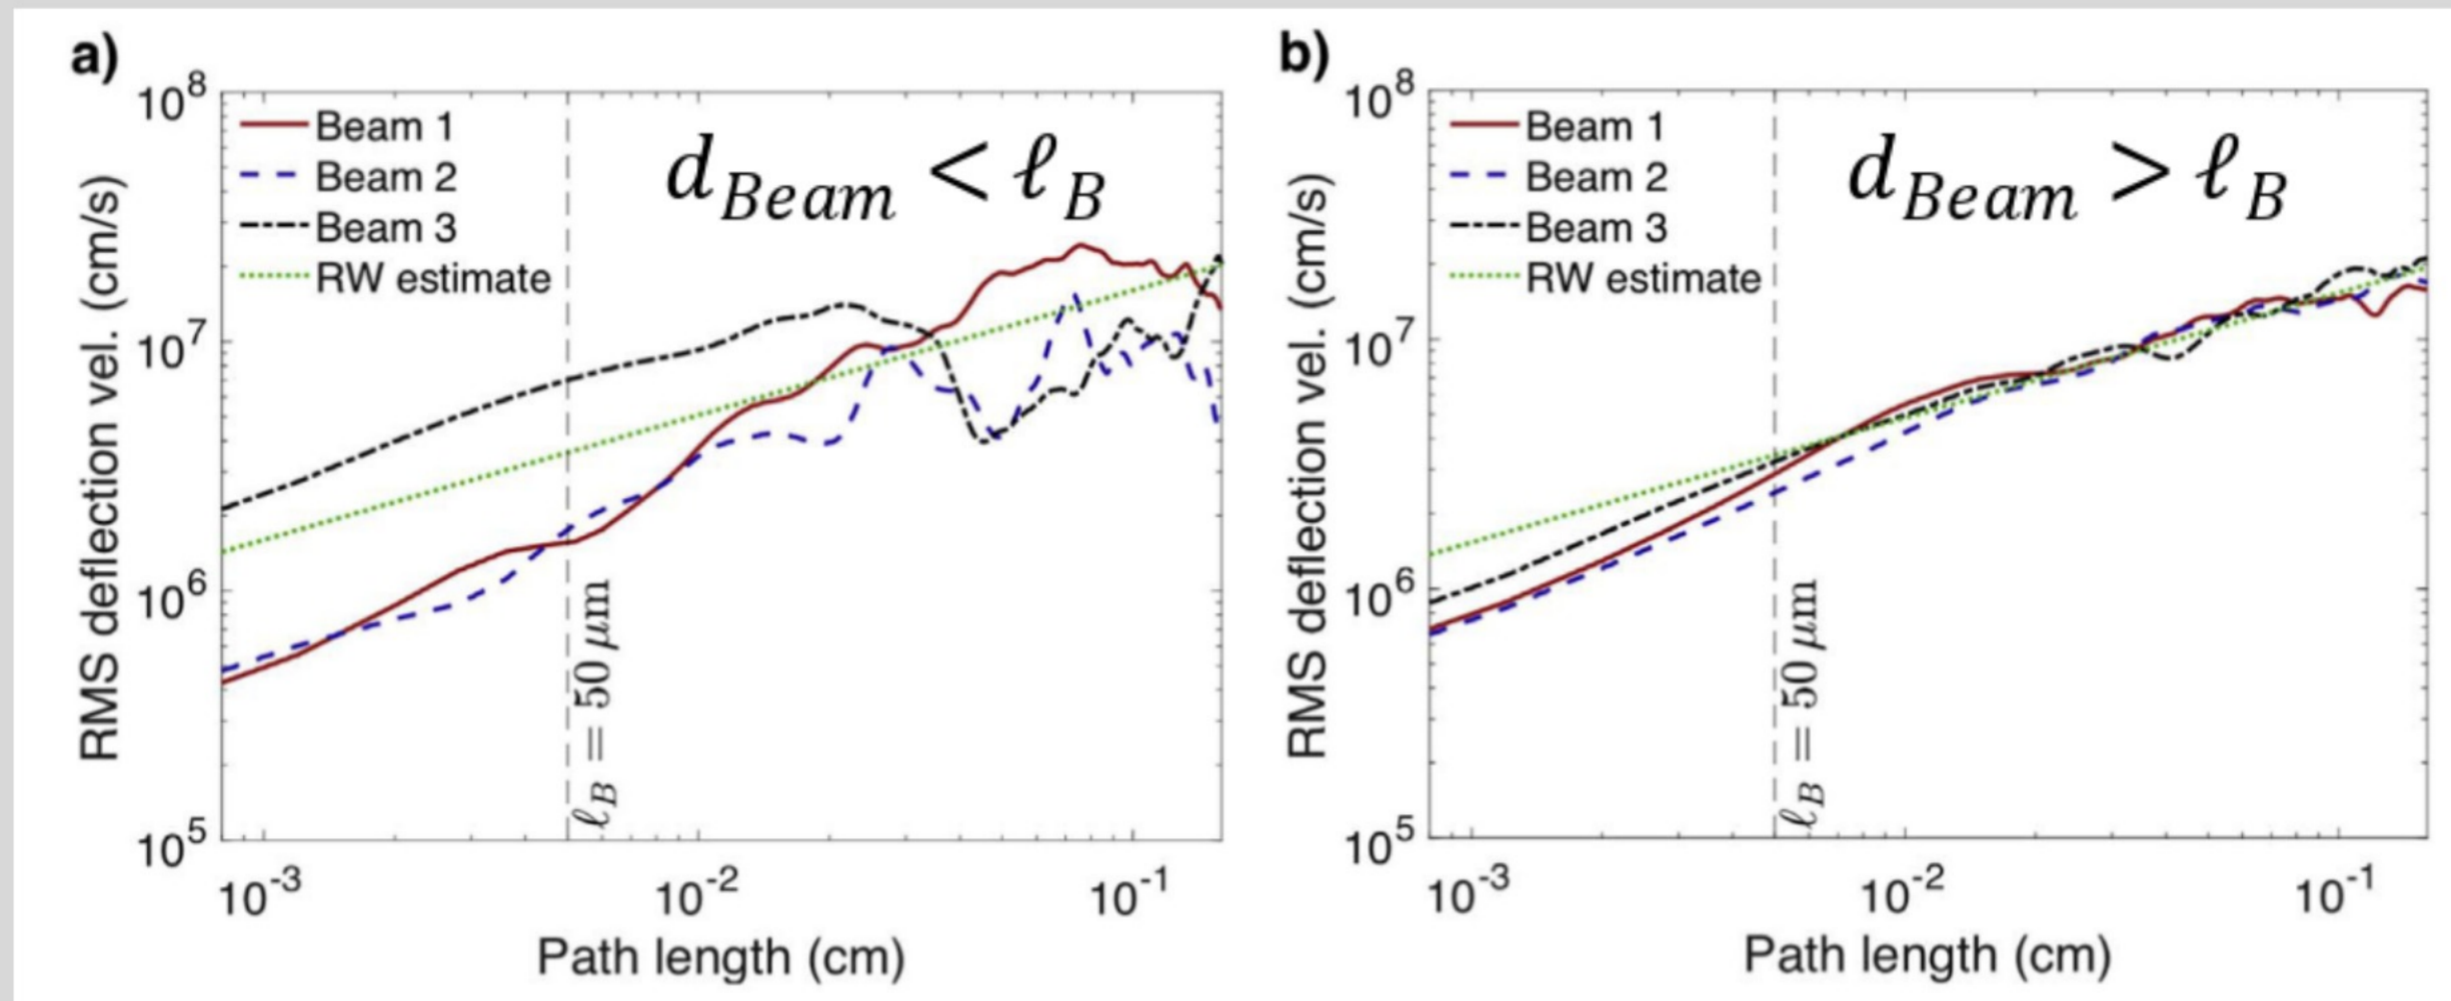 a)
RMS deflection vel. (cm/s)
10^8
10^7
10^6
10^5
Beam 1
Beam 2
Beam 3
RW estimate
d_Beam < ℓ_B
ℓ_B = 50 μm
10^-3 10^-2 10^-1
Path length (cm)
b)
RMS deflection vel. (cm/s)
10^8
10^7
10^6
10^5
Beam 1
Beam 2
Beam 3
RW estimate
d_Beam > ℓ_B
ℓ_B = 50 μm
10^-3 10^-2 10^-1
Path length (cm)